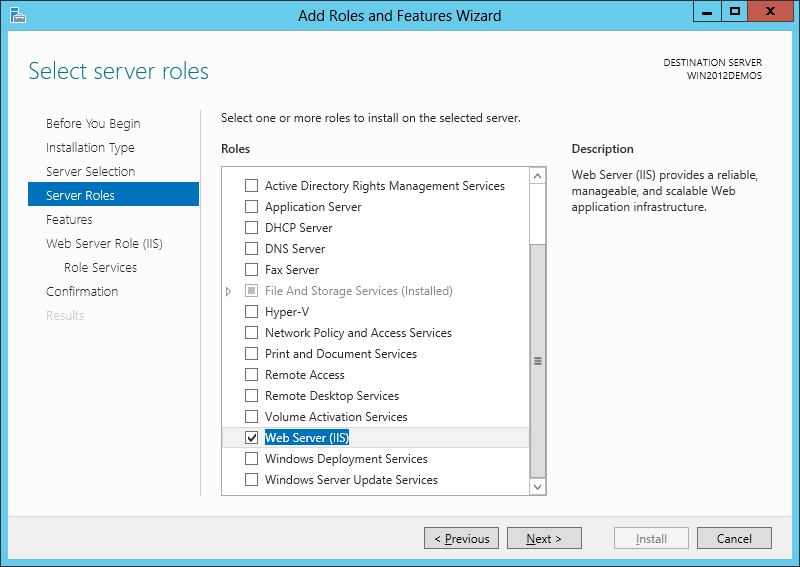 Add Roles and Features Wizard
Select server roles
DESTINATION SERVER
WIN2012DEMOS
Before You Begin
Installation Type
Server Selection
Server Roles
Features
Web Server Role (IIS)
Role Services
Confirmation
Results
Select one or more roles to install on the selected server.
Roles
Active Directory Rights Management Services
Application Server
DHCP Server
DNS Server
Fax Server
File And Storage Services (Installed)
Hyper-V
Network Policy and Access Services
Print and Document Services
Remote Access
Remote Desktop Services
Volume Activation Services
Web Server (IIS)
Windows Deployment Services
Windows Server Update Services
Description
Web Server (IIS) provides a reliable,
manageable, and scalable Web
application infrastructure.
< Previous
Next >
Install
Cancel